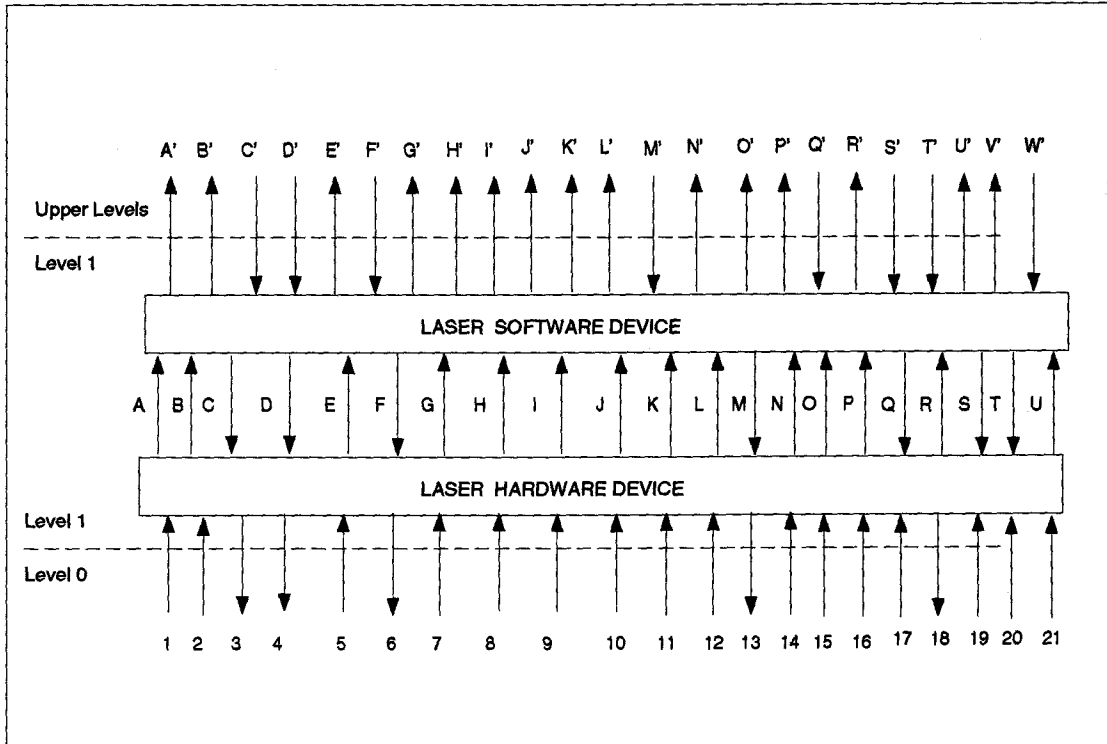 A' B' C' D' E' F' G' H' I' J' K' L' M' N' O' P' Q' R' S' T' U' V' W'
Upper Levels
Level 1
LASER SOFTWARE DEVICE
A B C D E F G H I J K L M N O P Q R S T U
LASER HARDWARE DEVICE
Level 1
Level 0
1 2 3 4 5 6 7 8 9 10 11 12 13 14 15 16 17 18 19 20 21